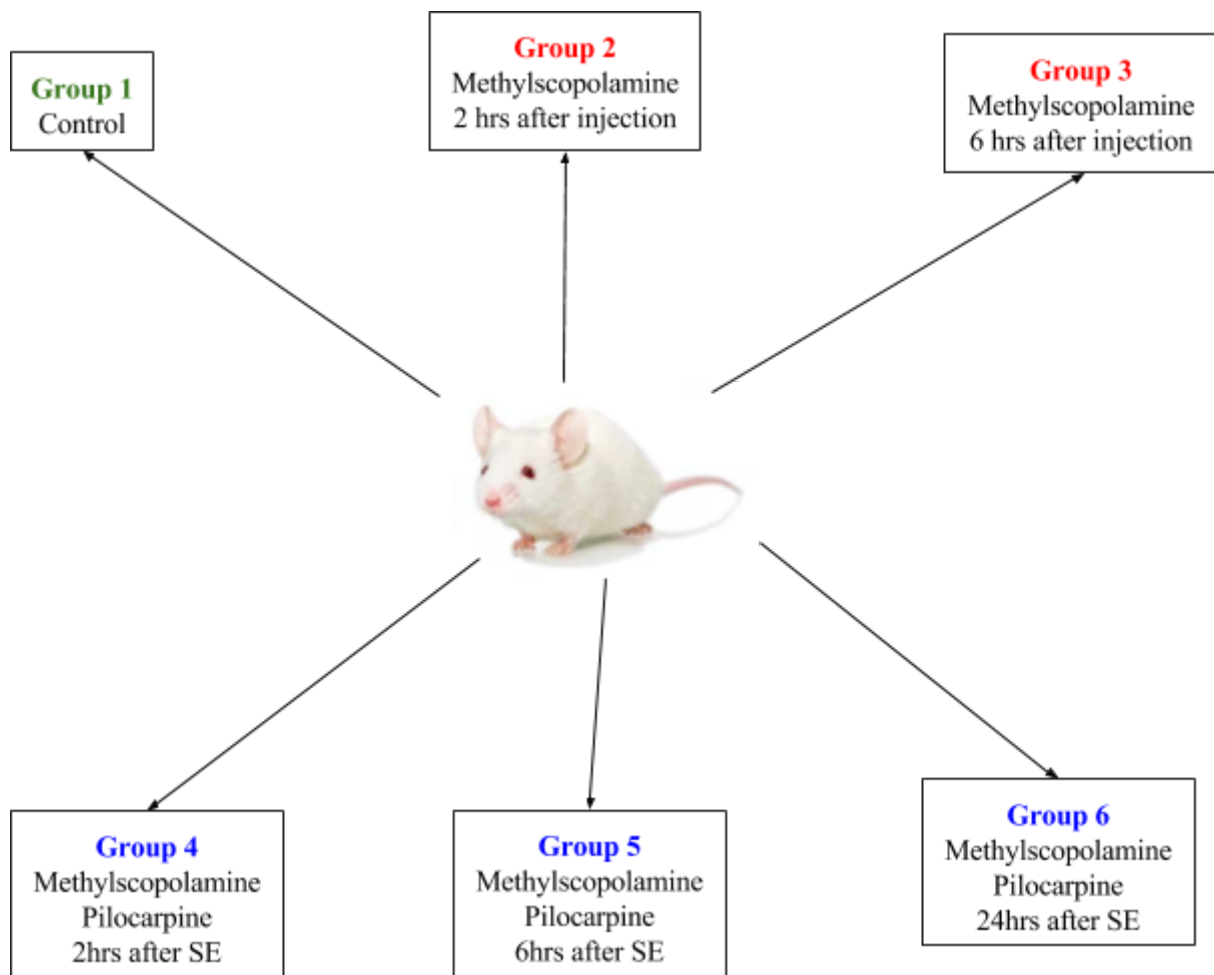 Group 1
Control
Group 2
Methylscopolamine
2 hrs after injection
Group 3
Methylscopolamine
6 hrs after injection
Group 4
Methylscopolamine
Pilocarpine
2hrs after SE
Group 5
Methylscopolamine
Pilocarpine
6hrs after SE
Group 6
Methylscopolamine
Pilocarpine
24hrs after SE